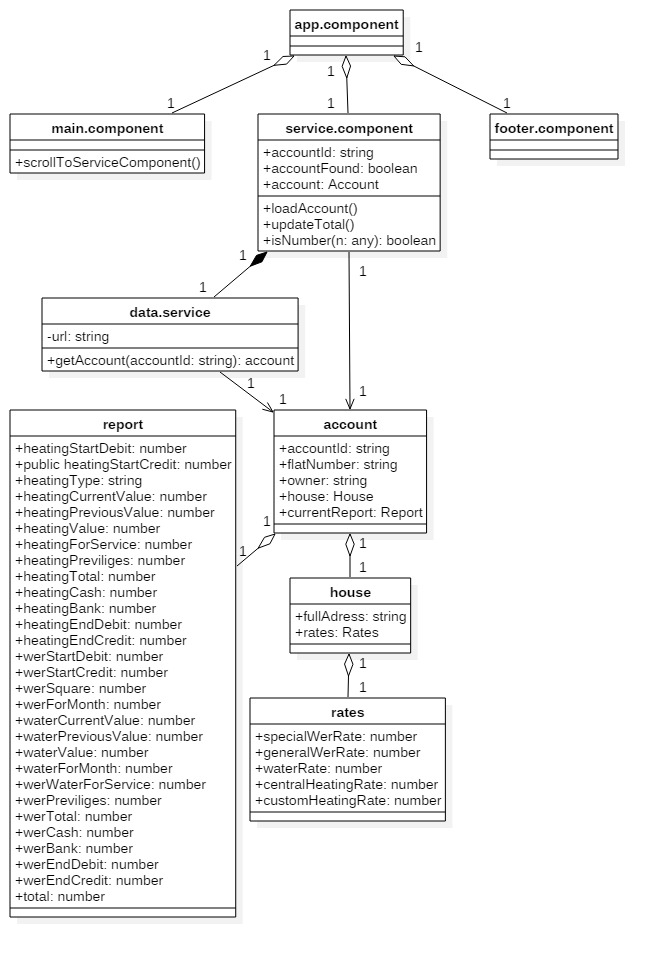 app.component
1
1
1
1
1
1
main.component
+scrollToServiceComponent()
service.component
+accountId: string
+accountFound: boolean
+account: Account
+loadAccount()
+updateTotal()
+isNumber(n: any): boolean
footer.component
1
1
1
1
data.service
-url: string
+getAccount(accountId: string): account
1
1
report
+heatingStartDebit: number
+public heatingStartCredit: number
+heatingType: string
+heatingCurrentValue: number
+heatingPreviousValue: number
+heatingValue: number
+heatingForService: number
+heatingPreviliges: number
+heatingTotal: number
+heatingCash: number
+heatingBank: number
+heatingEndDebit: number
+heatingEndCredit: number
+werStartDebit: number
+werStartCredit: number
+werSquare: number
+werForMonth: number
+waterCurrentValue: number
+waterPreviousValue: number
+waterValue: number
+waterForMonth: number
+werWaterForService: number
+werPreviliges: number
+werTotal: number
+werCash: number
+werBank: number
+werEndDebit: number
+werEndCredit: number
+total: number
account
+accountId: string
+flatNumber: string
+owner: string
+house: House
+currentReport: Report
1
1
1
1
house
+fullAdress: string
+rates: Rates
1
1
rates
+specialWerRate: number
+generalWerRate: number
+waterRate: number
+centralHeatingRate: number
+customHeatingRate: number